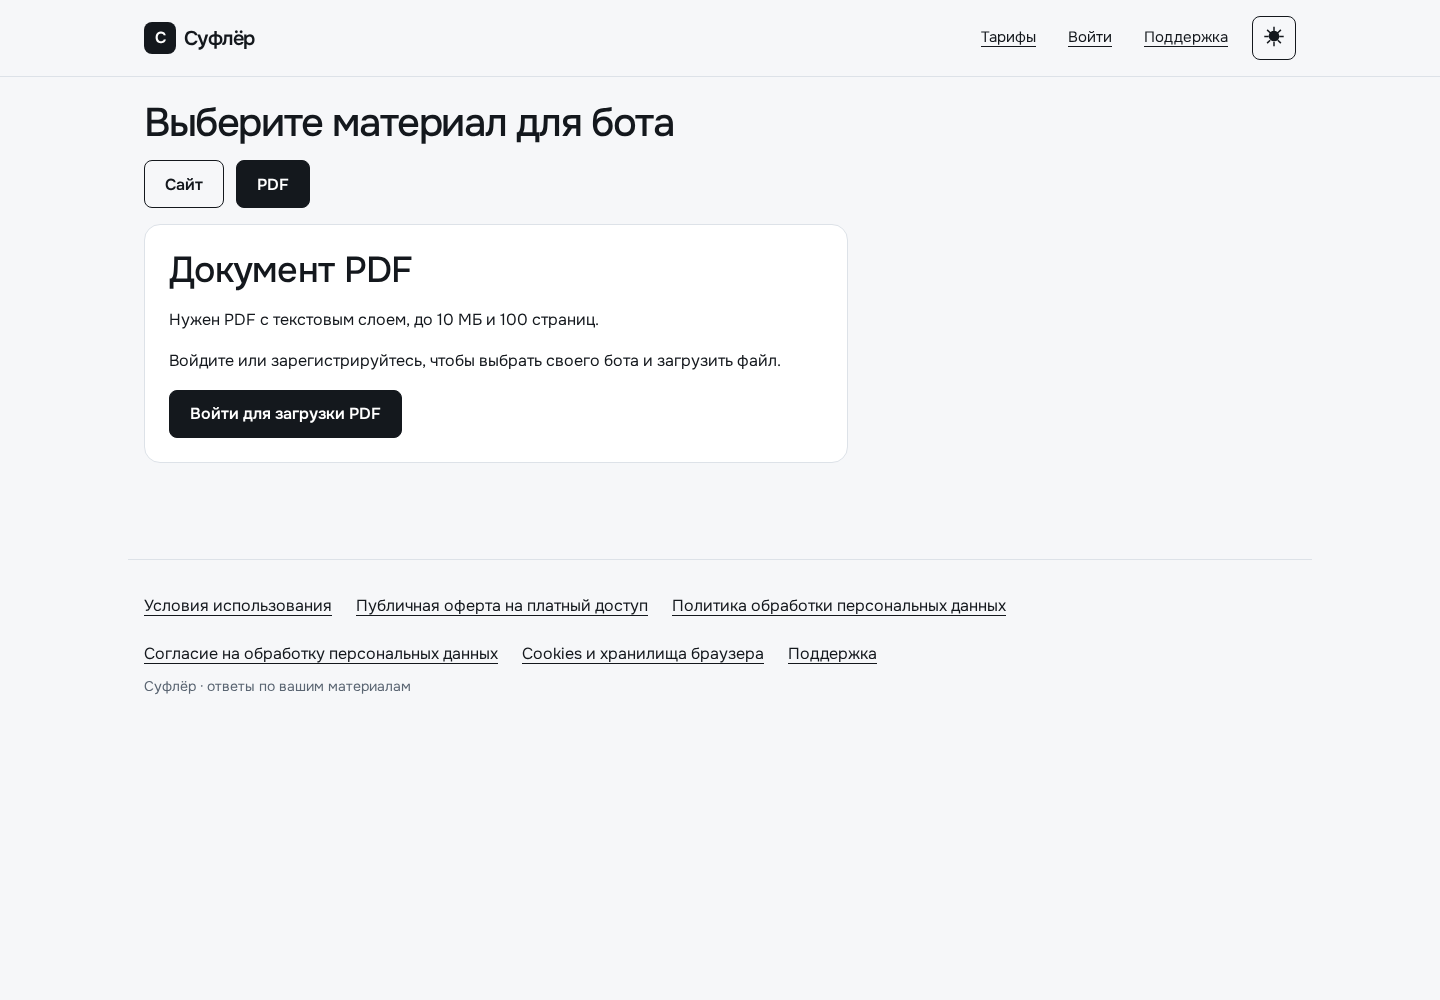 С Суфлёр
Тарифы Войти Поддержка
Выберите материал для бота
Сайт PDF
Документ PDF
Нужен PDF с текстовым слоем, до 10 МБ и 100 страниц.
Войдите или зарегистрируйтесь, чтобы выбрать своего бота и загрузить файл.
Войти для загрузки PDF
Условия использования Публичная оферта на платный доступ Политика обработки персональных данных
Согласие на обработку персональных данных Cookies и хранилища браузера Поддержка
Суфлёр · ответы по вашим материалам